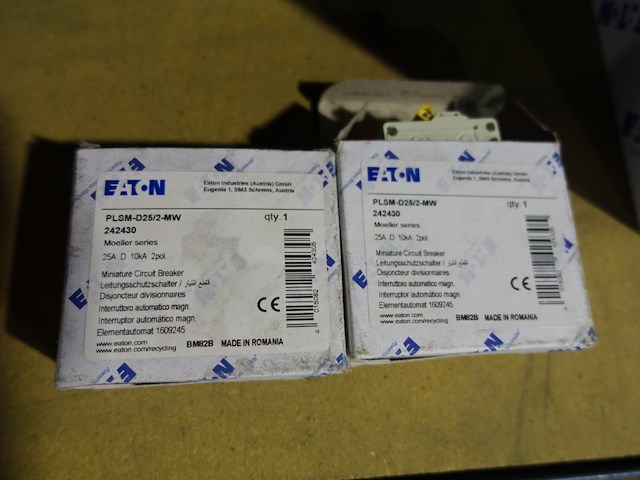 EATON
Eaton Industries (Austria) GmbH
Eugenia 1, 3943 Schrems, Austria
PLSM-D25/2-MW
qty. 1
242430
Moeller series
25A D 10kA 2pol.
Miniature Circuit Breaker
Leitungsschutzschalter /
Disjoncteur divisionnaires
Interruttoro automatico magn.
Interruptor automático magn.
Elementautomat 1609245
www.eaton.com
www.eaton.com/recycling
BM82B MADE IN ROMANIA
CE
4 015082 424305
EATON
Eaton Industries (Austria) GmbH
Eugenia 1, 3943 Schrems, Austria
PLSM-D25/2-MW
qty. 1
242430
Moeller series
25A D 10kA 2pol.
Miniature Circuit Breaker
Leitungsschutzschalter /
Disjoncteur divisionnaires
Interruttoro automatico magn.
Interruptor automático magn.
Elementautomat 1609245
www.eaton.com
www.eaton.com/recycling
BM82B MADE IN ROMANIA
CE